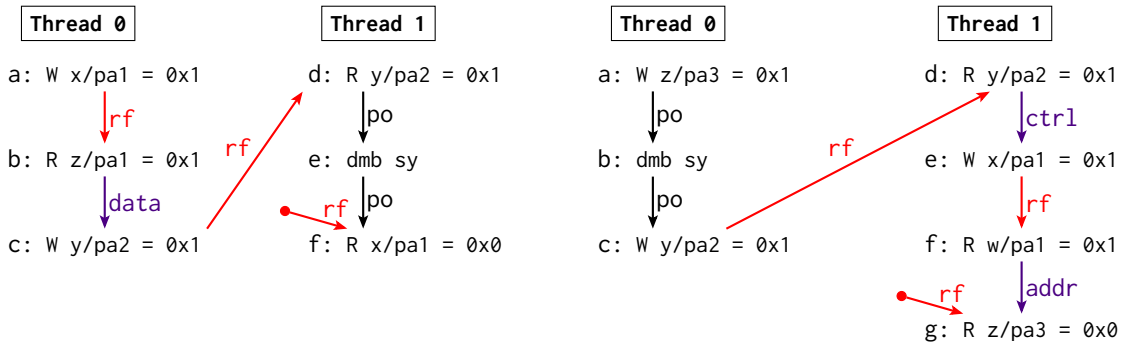 Thread 0
Thread 1
a: W x/pa1 = 0x1
d: R y/pa2 = 0x1
rf
po
rf
b: R z/pa1 = 0x1
e: dmb sy
data
po
rf
c: W y/pa2 = 0x1
f: R x/pa1 = 0x0
Thread 0
Thread 1
a: W z/pa3 = 0x1
d: R y/pa2 = 0x1
po
ctrl
rf
b: dmb sy
e: W x/pa1 = 0x1
po
rf
c: W y/pa2 = 0x1
f: R w/pa1 = 0x1
addr
rf
g: R z/pa3 = 0x0